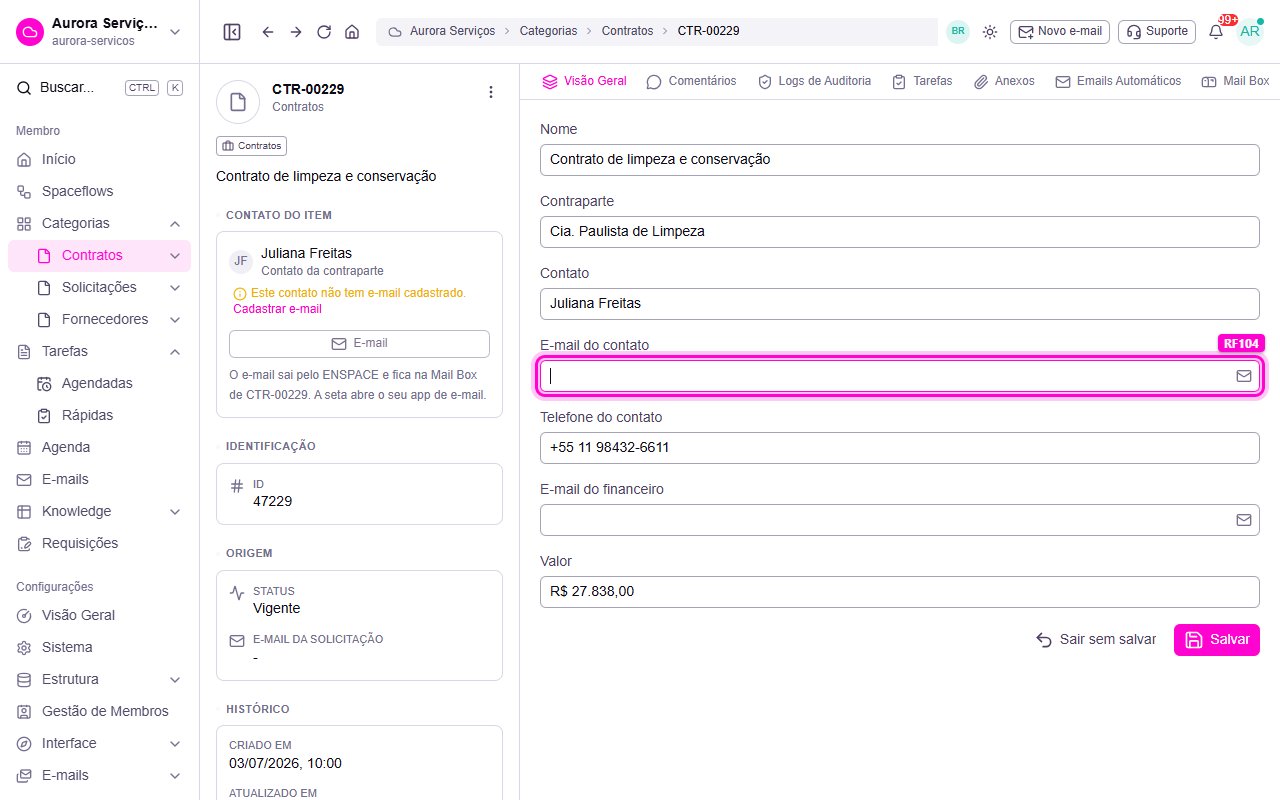 Aurora Serviç...
aurora-servicos
Aurora Serviços
Categorias
Contratos
CTR-00229
BR
Novo e-mail
Suporte
99+
AR
Buscar...
CTRL
K
Membro
Início
Spaceflows
Categorias
Contratos
Solicitações
Fornecedores
Tarefas
Agendadas
Rápidas
Agenda
E-mails
Knowledge
Requisições
Configurações
Visão Geral
Sistema
Estrutura
Gestão de Membros
Interface
E-mails
CTR-00229
Contratos
Contratos
Contrato de limpeza e conservação
CONTATO DO ITEM
JF
Juliana Freitas
Contato da contraparte
Este contato não tem e-mail cadastrado.
Cadastrar e-mail
E-mail
O e-mail sai pelo ENSPACE e fica na Mail Box
de CTR-00229. A seta abre o seu app de e-mail.
IDENTIFICAÇÃO
ID
47229
ORIGEM
STATUS
Vigente
E-MAIL DA SOLICITAÇÃO
-
HISTÓRICO
CRIADO EM
03/07/2026, 10:00
ATUALIZADO EM
Visão Geral
Comentários
Logs de Auditoria
Tarefas
Anexos
Emails Automáticos
Mail Box
Nome
Contrato de limpeza e conservação
Contraparte
Cia. Paulista de Limpeza
Contato
Juliana Freitas
E-mail do contato
RF104
Telefone do contato
+55 11 98432-6611
E-mail do financeiro
Valor
R$ 27.838,00
Sair sem salvar
Salvar